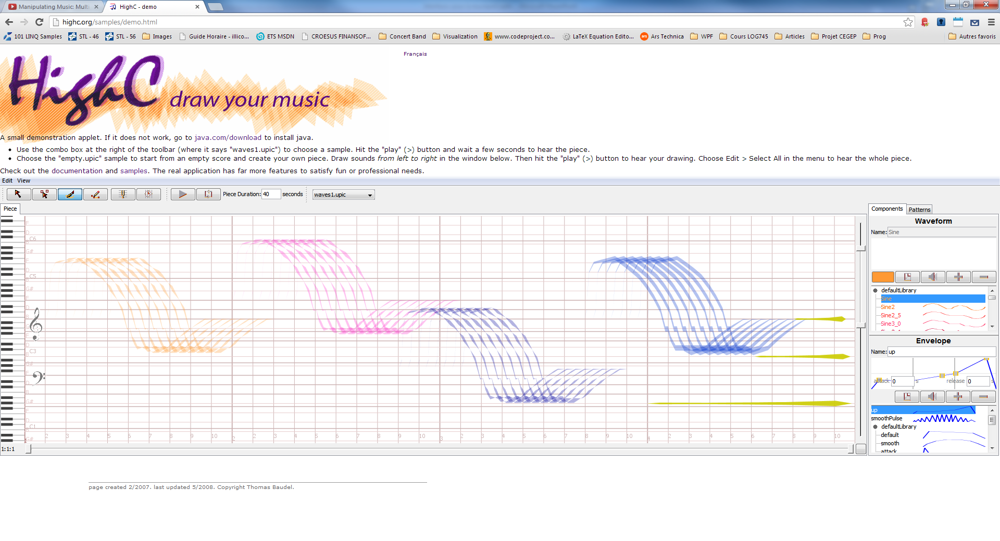 Manipulating Music: Mult
HighC - demo
highc.org/samples/demo.html
101 LINQ Samples
STL - 46
STL - 56
Images
Guide Horaire - illico...
ETS MSDN
CROESUS FINANSOF...
Concert Band
Visualization
www.codeproject.co...
LaTeX Equation Edito...
ars
Ars Technica
WPF
Cours LOG745
Articles
Projet CEGEP
Prog
Autres favoris
Français
HighC draw your music
A small demonstration applet. If it does not work, go to java.com/download to install java.
• Use the combo box at the right of the toolbar (where it says "waves1.upic") to choose a sample. Hit the "play" (>) button and wait a few seconds to hear the piece.
• Choose the "empty.upic" sample to start from an empty score and create your own piece. Draw sounds from left to right in the window below. Then hit the "play" (>) button to hear your drawing. Choose Edit > Select All in the menu to hear the whole piece.
Check out the documentation and samples. The real application has far more features to satisfy fun or professional needs.
Edit View
Piece Duration: 40 seconds
waves1.upic
Piece
C6
C5
C3
C1
2 3 4 5 6 7 8 9 10 2 2 3 4 5 6 7 8 9 10 3 2 3 4 5 6 7 8 9 10 4 2 3 4 5 6 7 8 9 10
1:1:1
Components Patterns
Waveform
Name: Sine
defaultLibrary
Sine
Sine2
Sine2_5
Sine3_0
Envelope
Name: up
attack 0 s release 0 s
up
smoothPulse
defaultLibrary
default
smooth
attack
page created 2/2007. last updated 5/2008. Copyright Thomas Baudel.